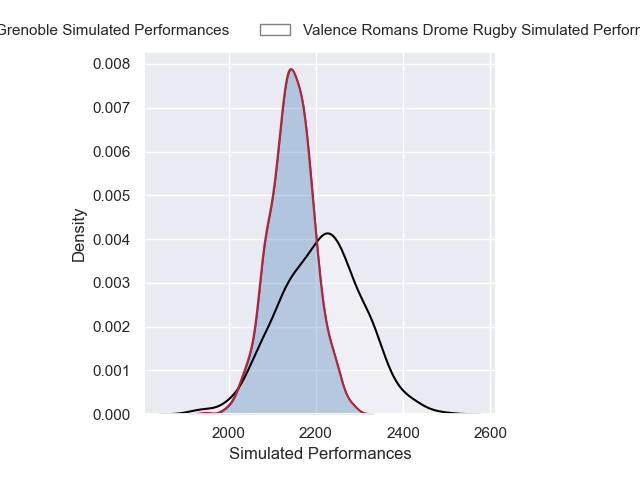 Grenoble Simulated Performances
Valence Romans Drome Rugby Simulated
0.008
0.007
0.006
0.005
0.004
0.003
0.002
0.001
0.000
Density
2000 2200 2400 2600
Simulated Performances